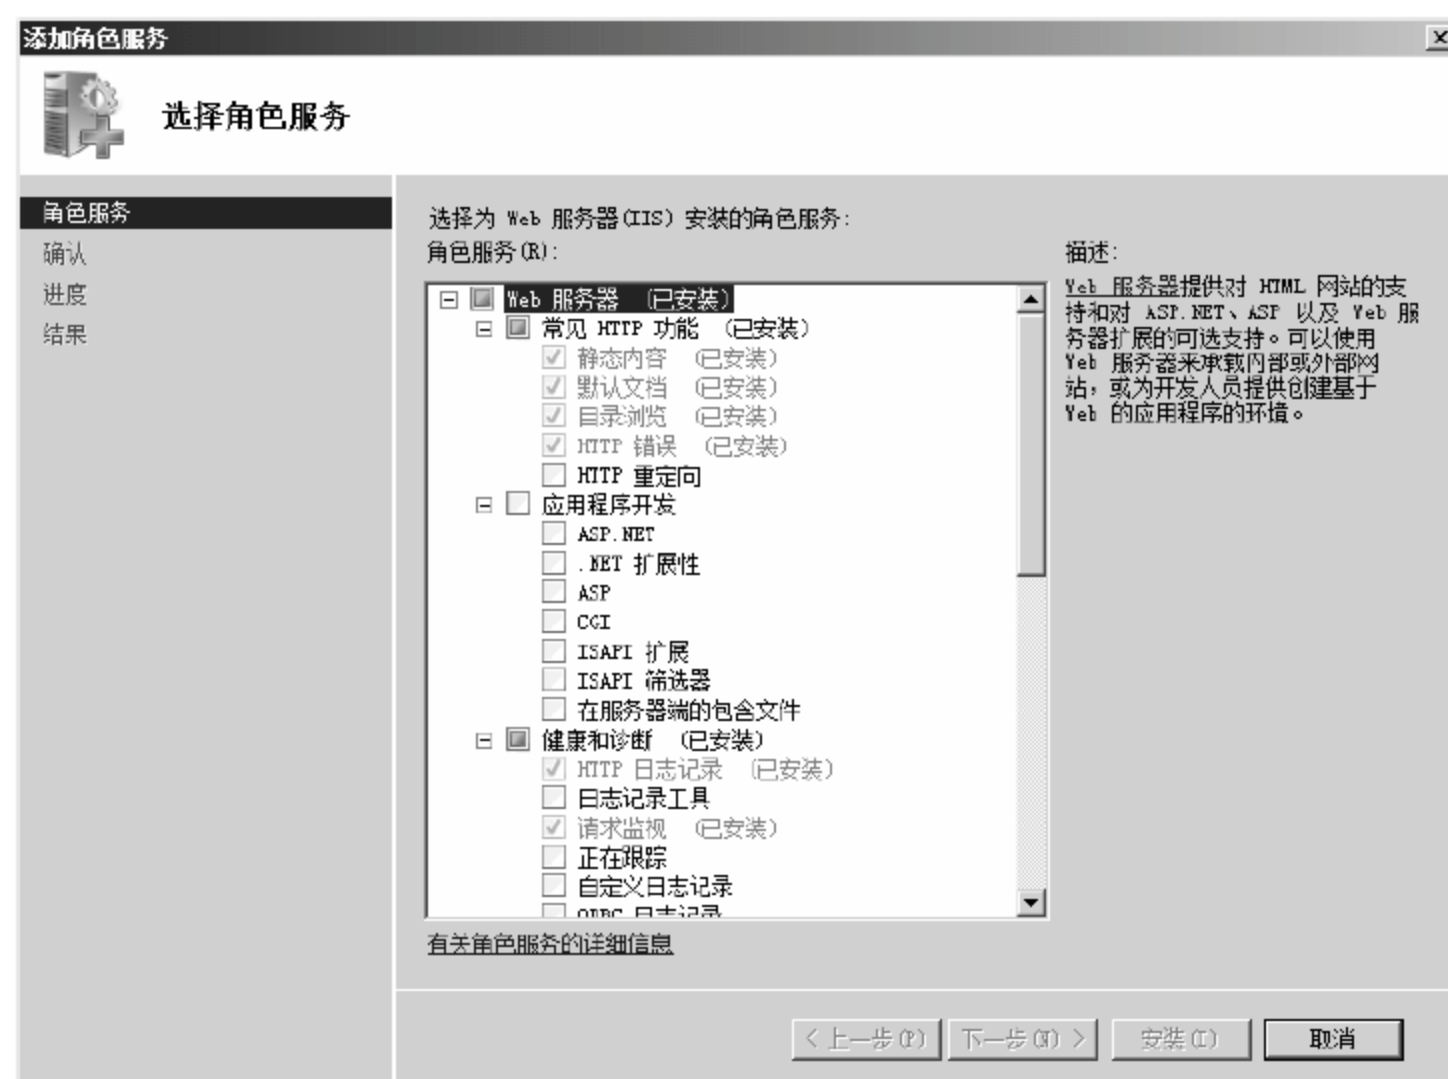 添加角色服务
选择角色服务
角色服务
确认
进度
结果
选择为 Web 服务器(IIS) 安装的角色服务:
角色服务(R):
Web 服务器 (已安装)
常见 HTTP 功能 (已安装)
静态内容 (已安装)
默认文档 (已安装)
目录浏览 (已安装)
HTTP 错误 (已安装)
HTTP 重定向
应用程序开发
ASP.NET
.NET 扩展性
ASP
CGI
ISAPI 扩展
ISAPI 筛选器
在服务器端的包含文件
健康和诊断 (已安装)
HTTP 日志记录 (已安装)
日志记录工具
请求监视 (已安装)
正在跟踪
自定义日志记录
ODBC 日志记录
描述:
Web 服务器提供对 HTML 网站的支
持和对 ASP.NET、ASP 以及 Web 服
务器扩展的可选支持。可以使用
Web 服务器来承载内部或外部网
站，或为开发人员提供创建基于
Web 的应用程序的环境。
有关角色服务的详细信息
< 上一步(P)
下一步(N) >
安装(I)
取消